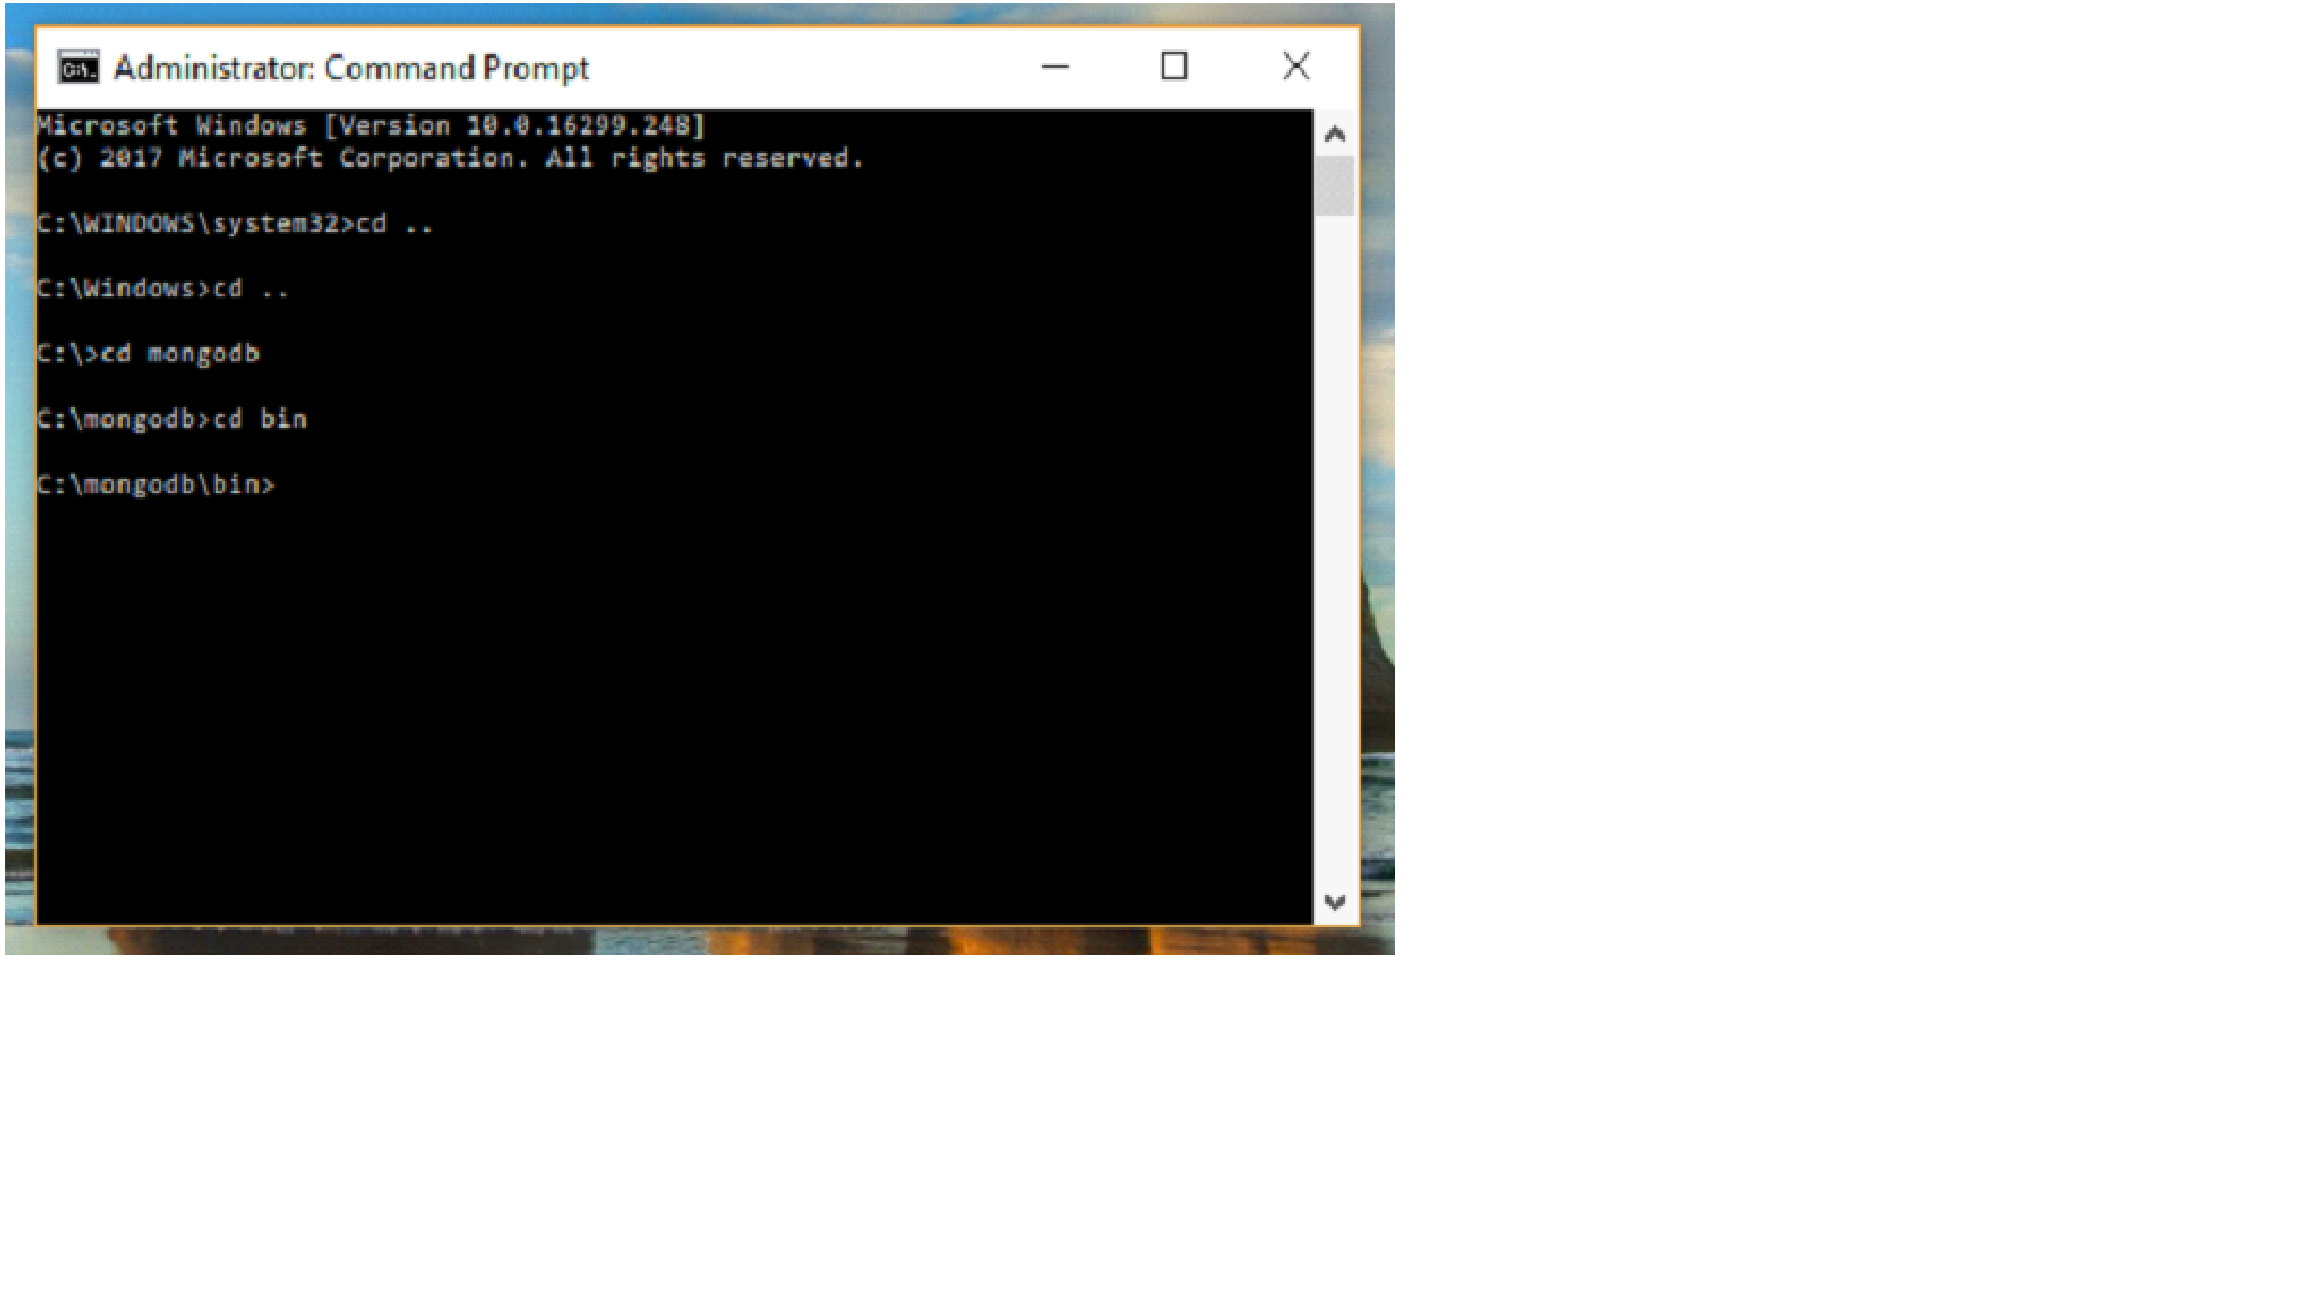 Administrator: Command Prompt
Microsoft Windows [Version 10.0.16299.248]
(c) 2017 Microsoft Corporation. All rights reserved.
C:\WINDOWS\system32>cd ..
C:\Windows>cd ..
C:\>cd mongodb
C:\mongodb>cd bin
C:\mongodb\bin>